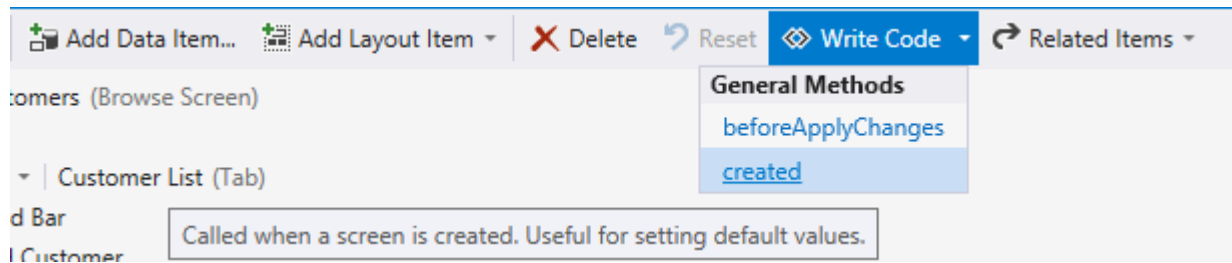 Add Data Item... Add Layout Item Delete Reset Write Code Related Items
General Methods
tomers (Browse Screen)
beforeApplyChanges
created
Customer List (Tab)
d Bar
Called when a screen is created. Useful for setting default values.
Customer